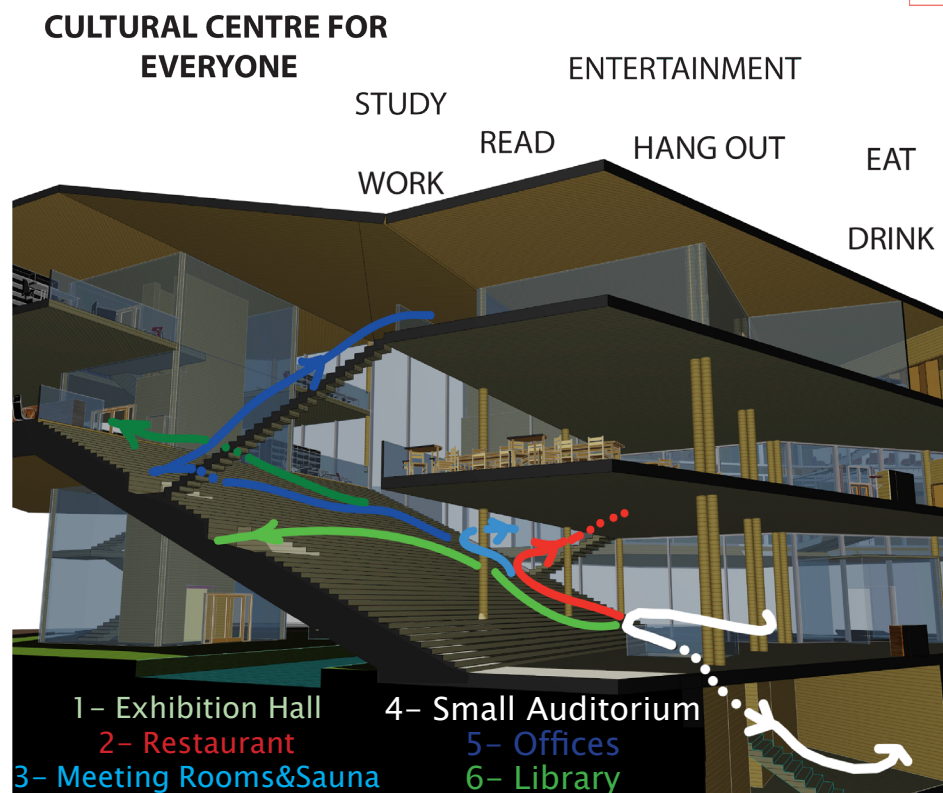 CULTURAL CENTRE FOR
EVERYONE
ENTERTAINMENT
STUDY
READ
HANG OUT
EAT
WORK
DRINK
1- Exhibition Hall
2- Restaurant
3- Meeting Rooms&Sauna
4- Small Auditorium
5- Offices
6- Library